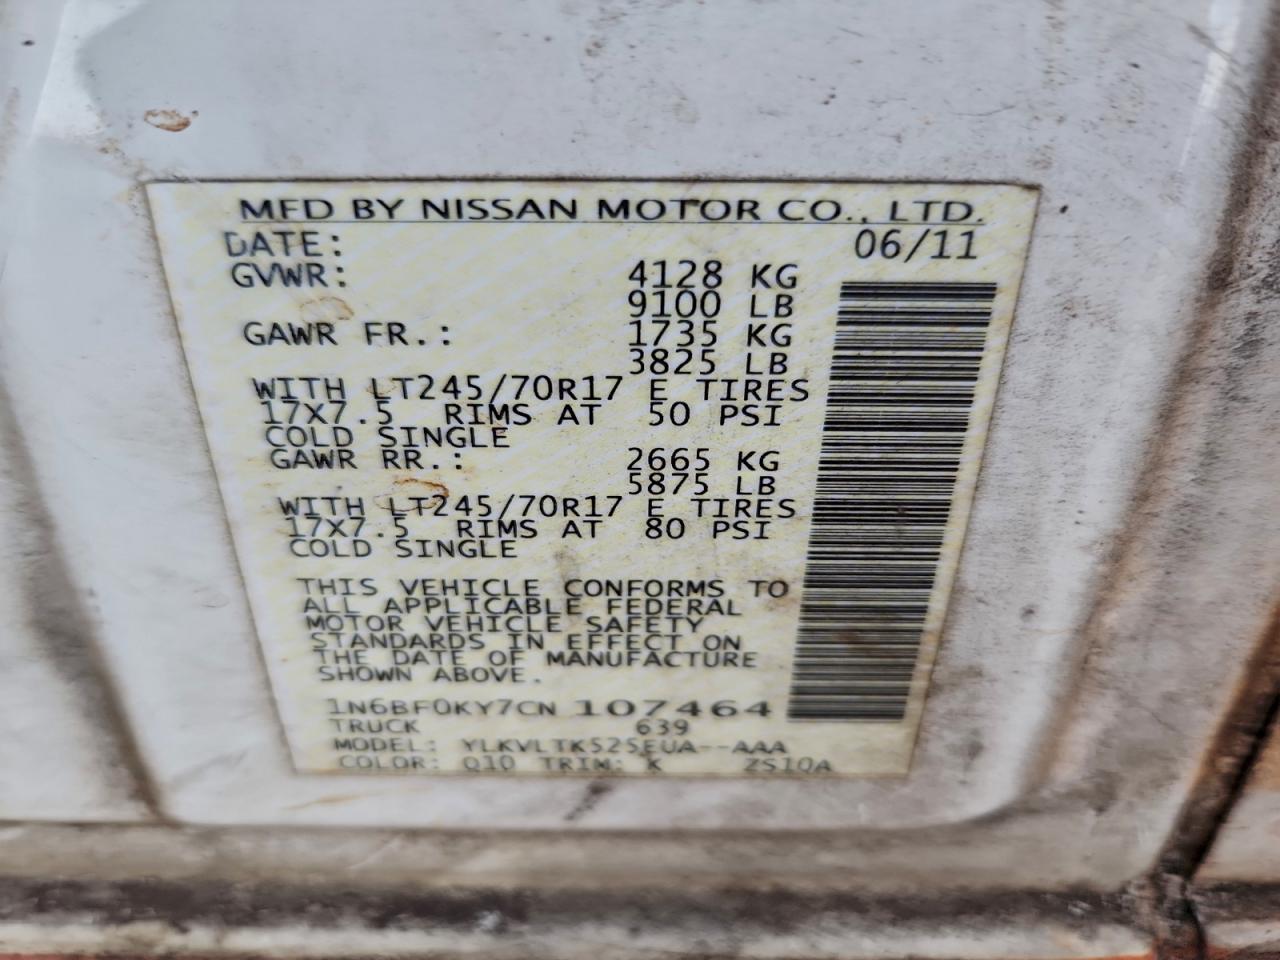 MFD BY NISSAN MOTOR CO., LTD.
DATE: 06/11
GVWR: 4128 KG
9100 LB
GAWR FR.: 1735 KG
3825 LB
WITH LT245/70R17 E TIRES
17X7.5 RIMS AT 50 PSI
COLD SINGLE
GAWR RR.: 2665 KG
5875 LB
WITH LT245/70R17 E TIRES
17X7.5 RIMS AT 80 PSI
COLD SINGLE
THIS VEHICLE CONFORMS TO
ALL APPLICABLE FEDERAL
MOTOR VEHICLE SAFETY
STANDARDS IN EFFECT ON
THE DATE OF MANUFACTURE
SHOWN ABOVE.
1N6BF0KY7CN 107464
TRUCK 639
MODEL: YLKVLTK525EUA--AAA
COLOR: Q10 TRIM: K ZS1QA